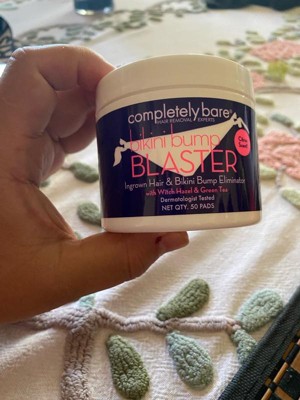 completely bare
HAIR REMOVAL EXPERTS
bikini bump
BLASTER
Ingrown Hair & Bikini Bump Eliminator
with Witch Hazel & Green Tea
Dermatologist Tested
NET QTY. 50 PADS